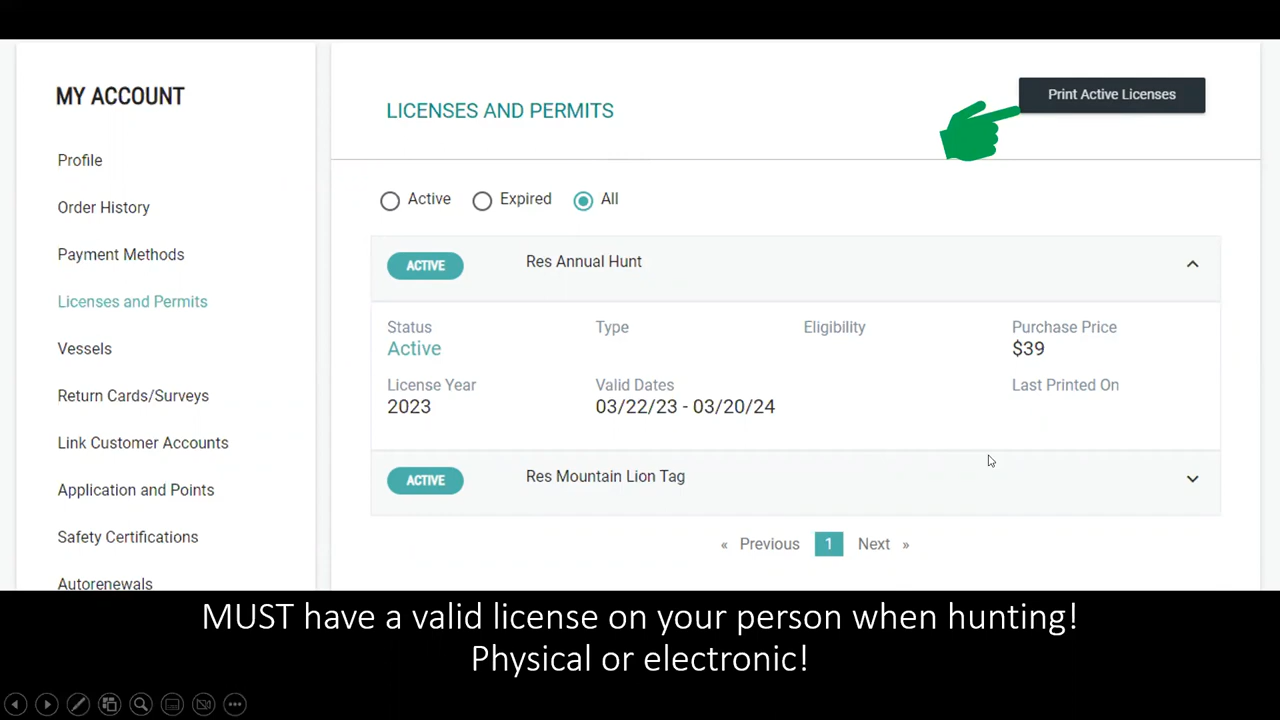 MY ACCOUNT
Profile
Order History
Payment Methods
Licenses and Permits
Vessels
Return Cards/Surveys
Link Customer Accounts
Application and Points
Safety Certifications
Autorenewals
LICENSES AND PERMITS
Print Active Licenses
Active Expired All
ACTIVE Res Annual Hunt
Status Type Eligibility Purchase Price
Active $39
License Year Valid Dates Last Printed On
2023 03/22/23 - 03/20/24
ACTIVE Res Mountain Lion Tag
« Previous 1 Next »
MUST have a valid license on your person when hunting!
Physical or electronic!